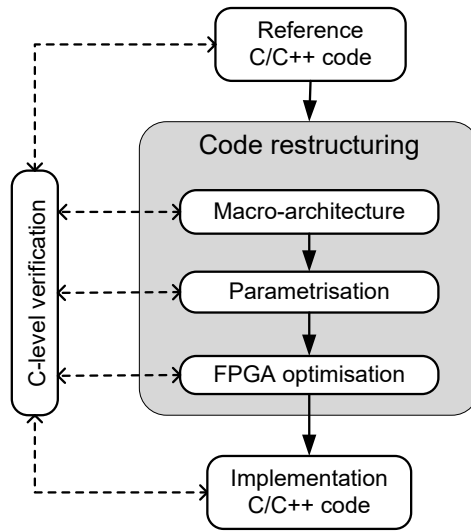 Reference
C/C++ code
Code restructuring
Macro-architecture
Parametrisation
FPGA optimisation
C-level verification
Implementation
C/C++ code